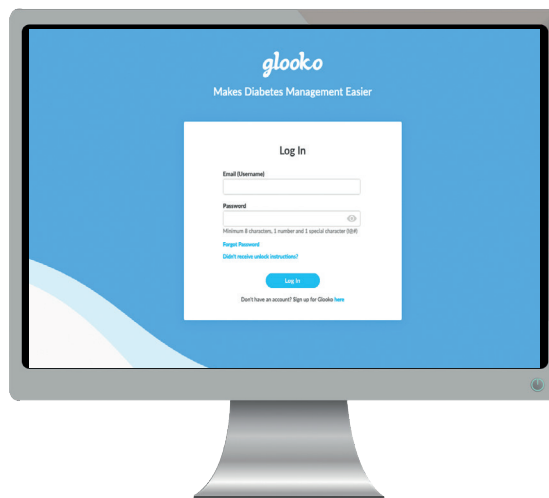 glooko
Makes Diabetes Management Easier
Log In
Email (Username)
Password
Minimum 8 characters, 1 number and 1 special character (!@#)
Forgot Password
Didn't receive unlock instructions?
Log In
Don't have an account? Sign up for Glooko here